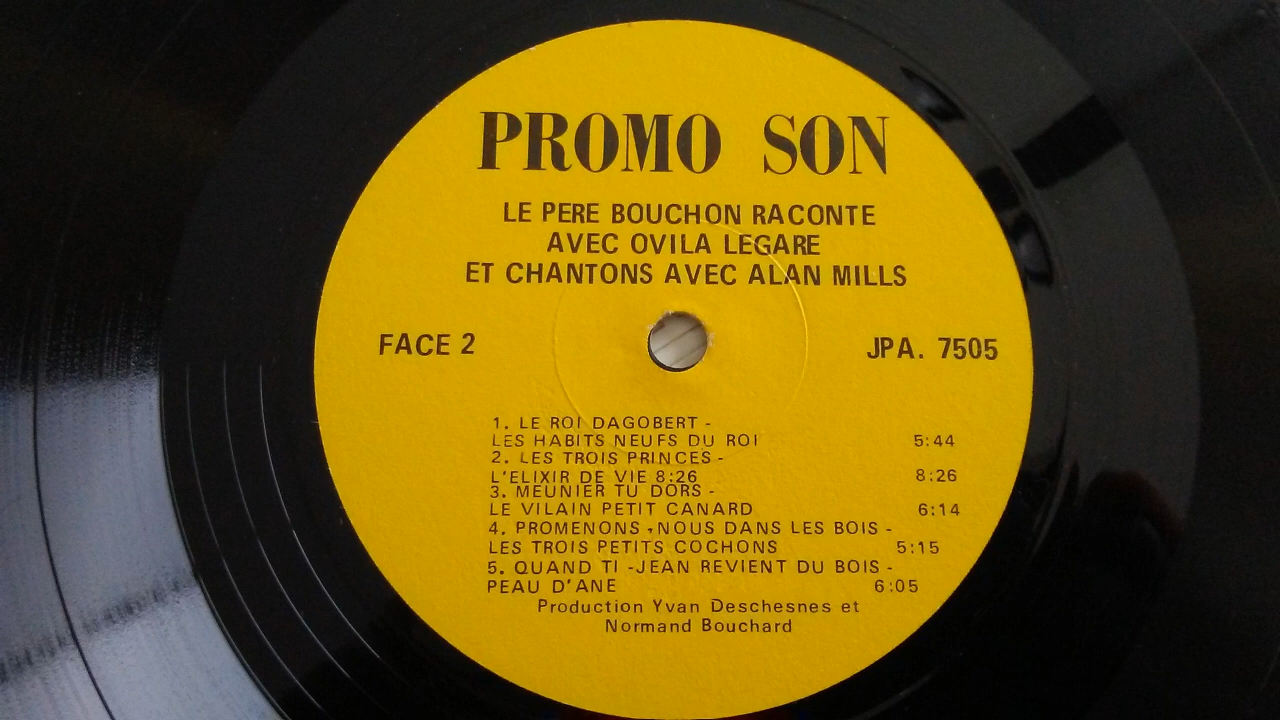 PROMO SON
LE PERE BOUCHON RACONTE
AVEC OVILA LEGARE
ET CHANTONS AVEC ALAN MILLS
FACE 2
JPA. 7505
1. LE ROI DAGOBERT -
LES HABITS NEUFS DU ROI 5:44
2. LES TROIS PRINCES -
L'ELIXIR DE VIE 8:26 8:26
3. MEUNIER TU DORS -
LE VILAIN PETIT CANARD 6:14
4. PROMENONS-NOUS DANS LES BOIS -
LES TROIS PETITS COCHONS 5:15
5. QUAND TI-JEAN REVIENT DU BOIS -
PEAU D'ANE 6:05
Production Yvan Deschesnes et
Normand Bouchard